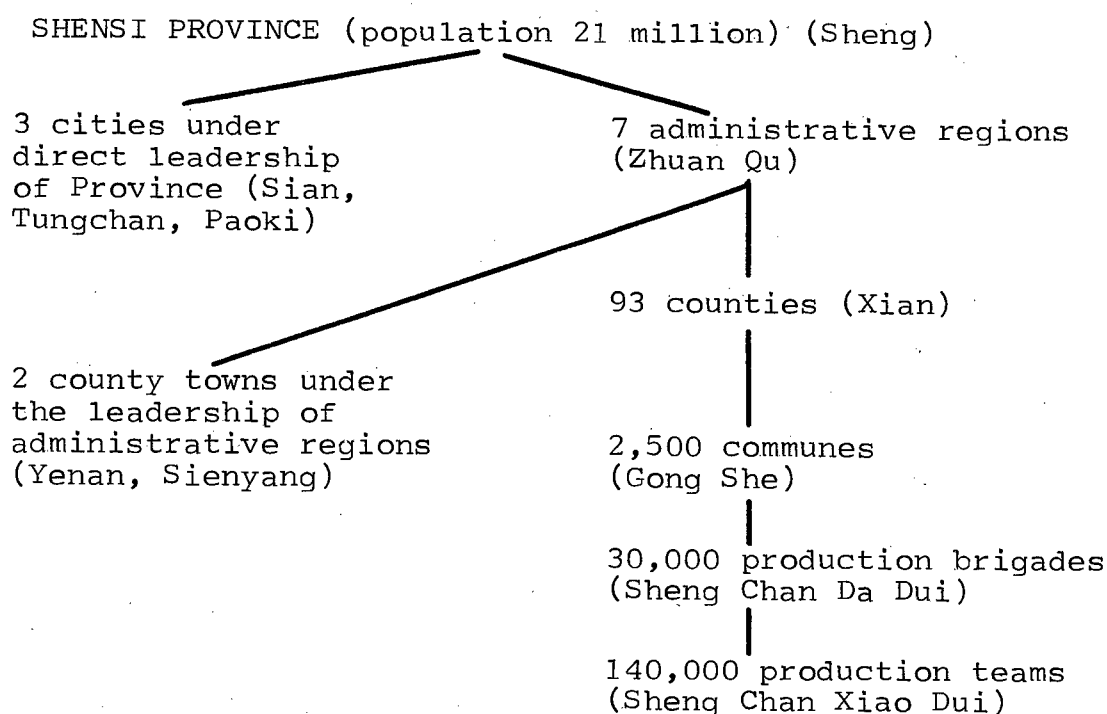 SHENSI PROVINCE (population 21 million) (Sheng)
3 cities under
direct leadership
of Province (Sian,
Tungchan, Paoki)
7 administrative regions
(Zhuan Qu)
93 counties (Xian)
2 county towns under
the leadership of
administrative regions
(Yenan, Sienyang)
2,500 communes
(Gong She)
30,000 production brigades
(Sheng Chan Da Dui)
140,000 production teams
(Sheng Chan Xiao Dui)